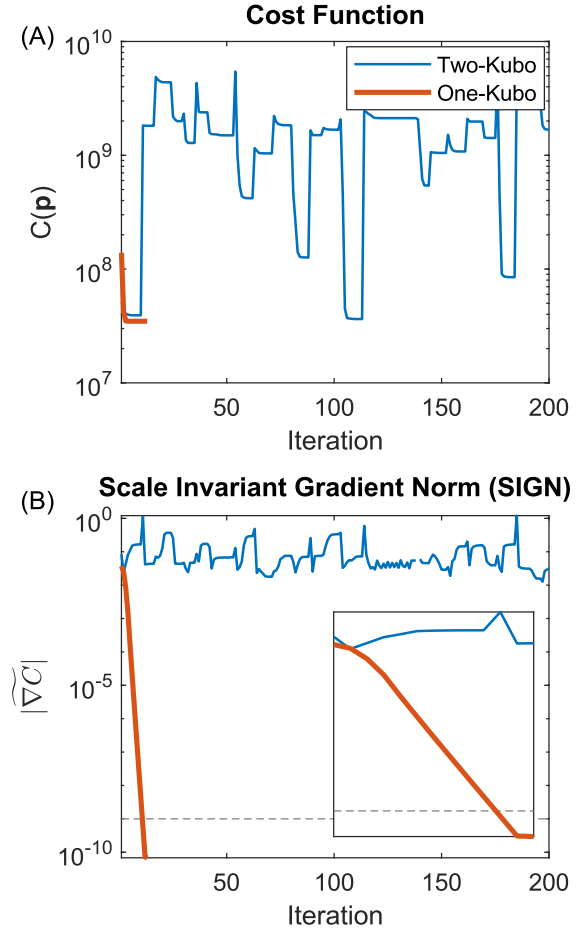 Cost Function
(A)
10^10
10^9
10^8
10^7
C(p)
Two-Kubo
One-Kubo
50
100
150
200
Iteration
(B)
Scale Invariant Gradient Norm (SIGN)
10^0
10^-5
10^-10
|∇̃C|
50
100
150
200
Iteration